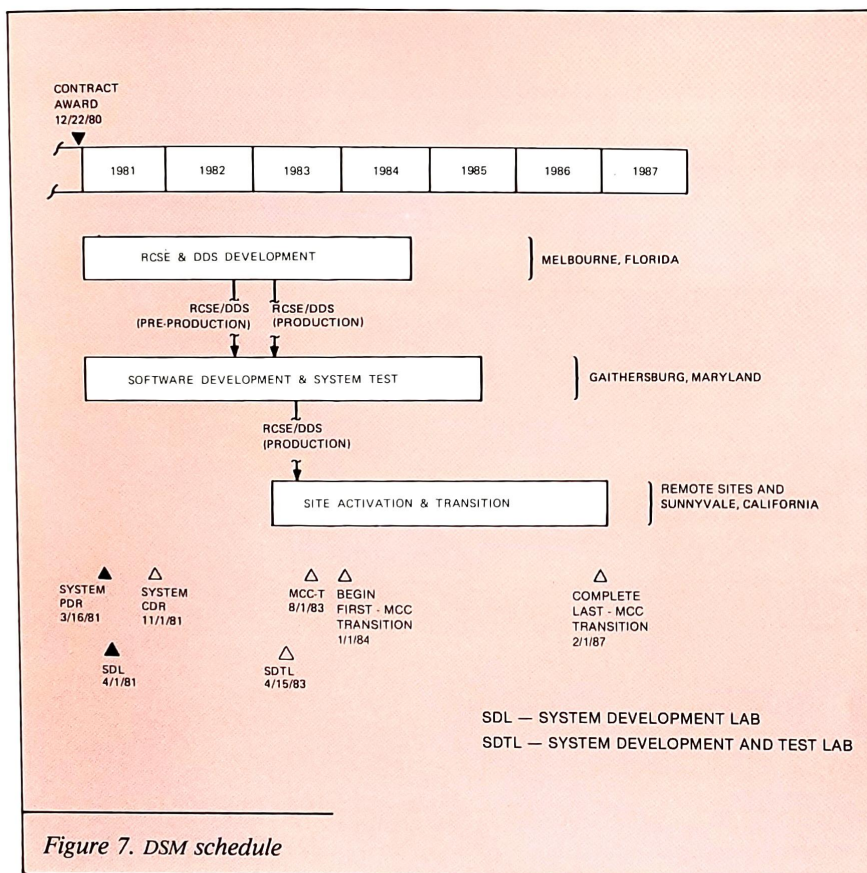 CONTRACT
AWARD
12/22/80
1981 1982 1983 1984 1985 1986 1987
RCSE & DDS DEVELOPMENT
MELBOURNE, FLORIDA
RCSE/DDS
(PRE-PRODUCTION)
RCSE/DDS
(PRODUCTION)
SOFTWARE DEVELOPMENT & SYSTEM TEST
GAITHERSBURG, MARYLAND
RCSE/DDS
(PRODUCTION)
SITE ACTIVATION & TRANSITION
REMOTE SITES AND
SUNNYVALE, CALIFORNIA
SYSTEM
PDR
3/16/81
SYSTEM
CDR
11/1/81
MCC-T
8/1/83
BEGIN
FIRST - MCC
TRANSITION
1/1/84
COMPLETE
LAST - MCC
TRANSITION
2/1/87
SDL
4/1/81
SDTL
4/15/83
SDL — SYSTEM DEVELOPMENT LAB
SDTL — SYSTEM DEVELOPMENT AND TEST LAB
Figure 7. DSM schedule